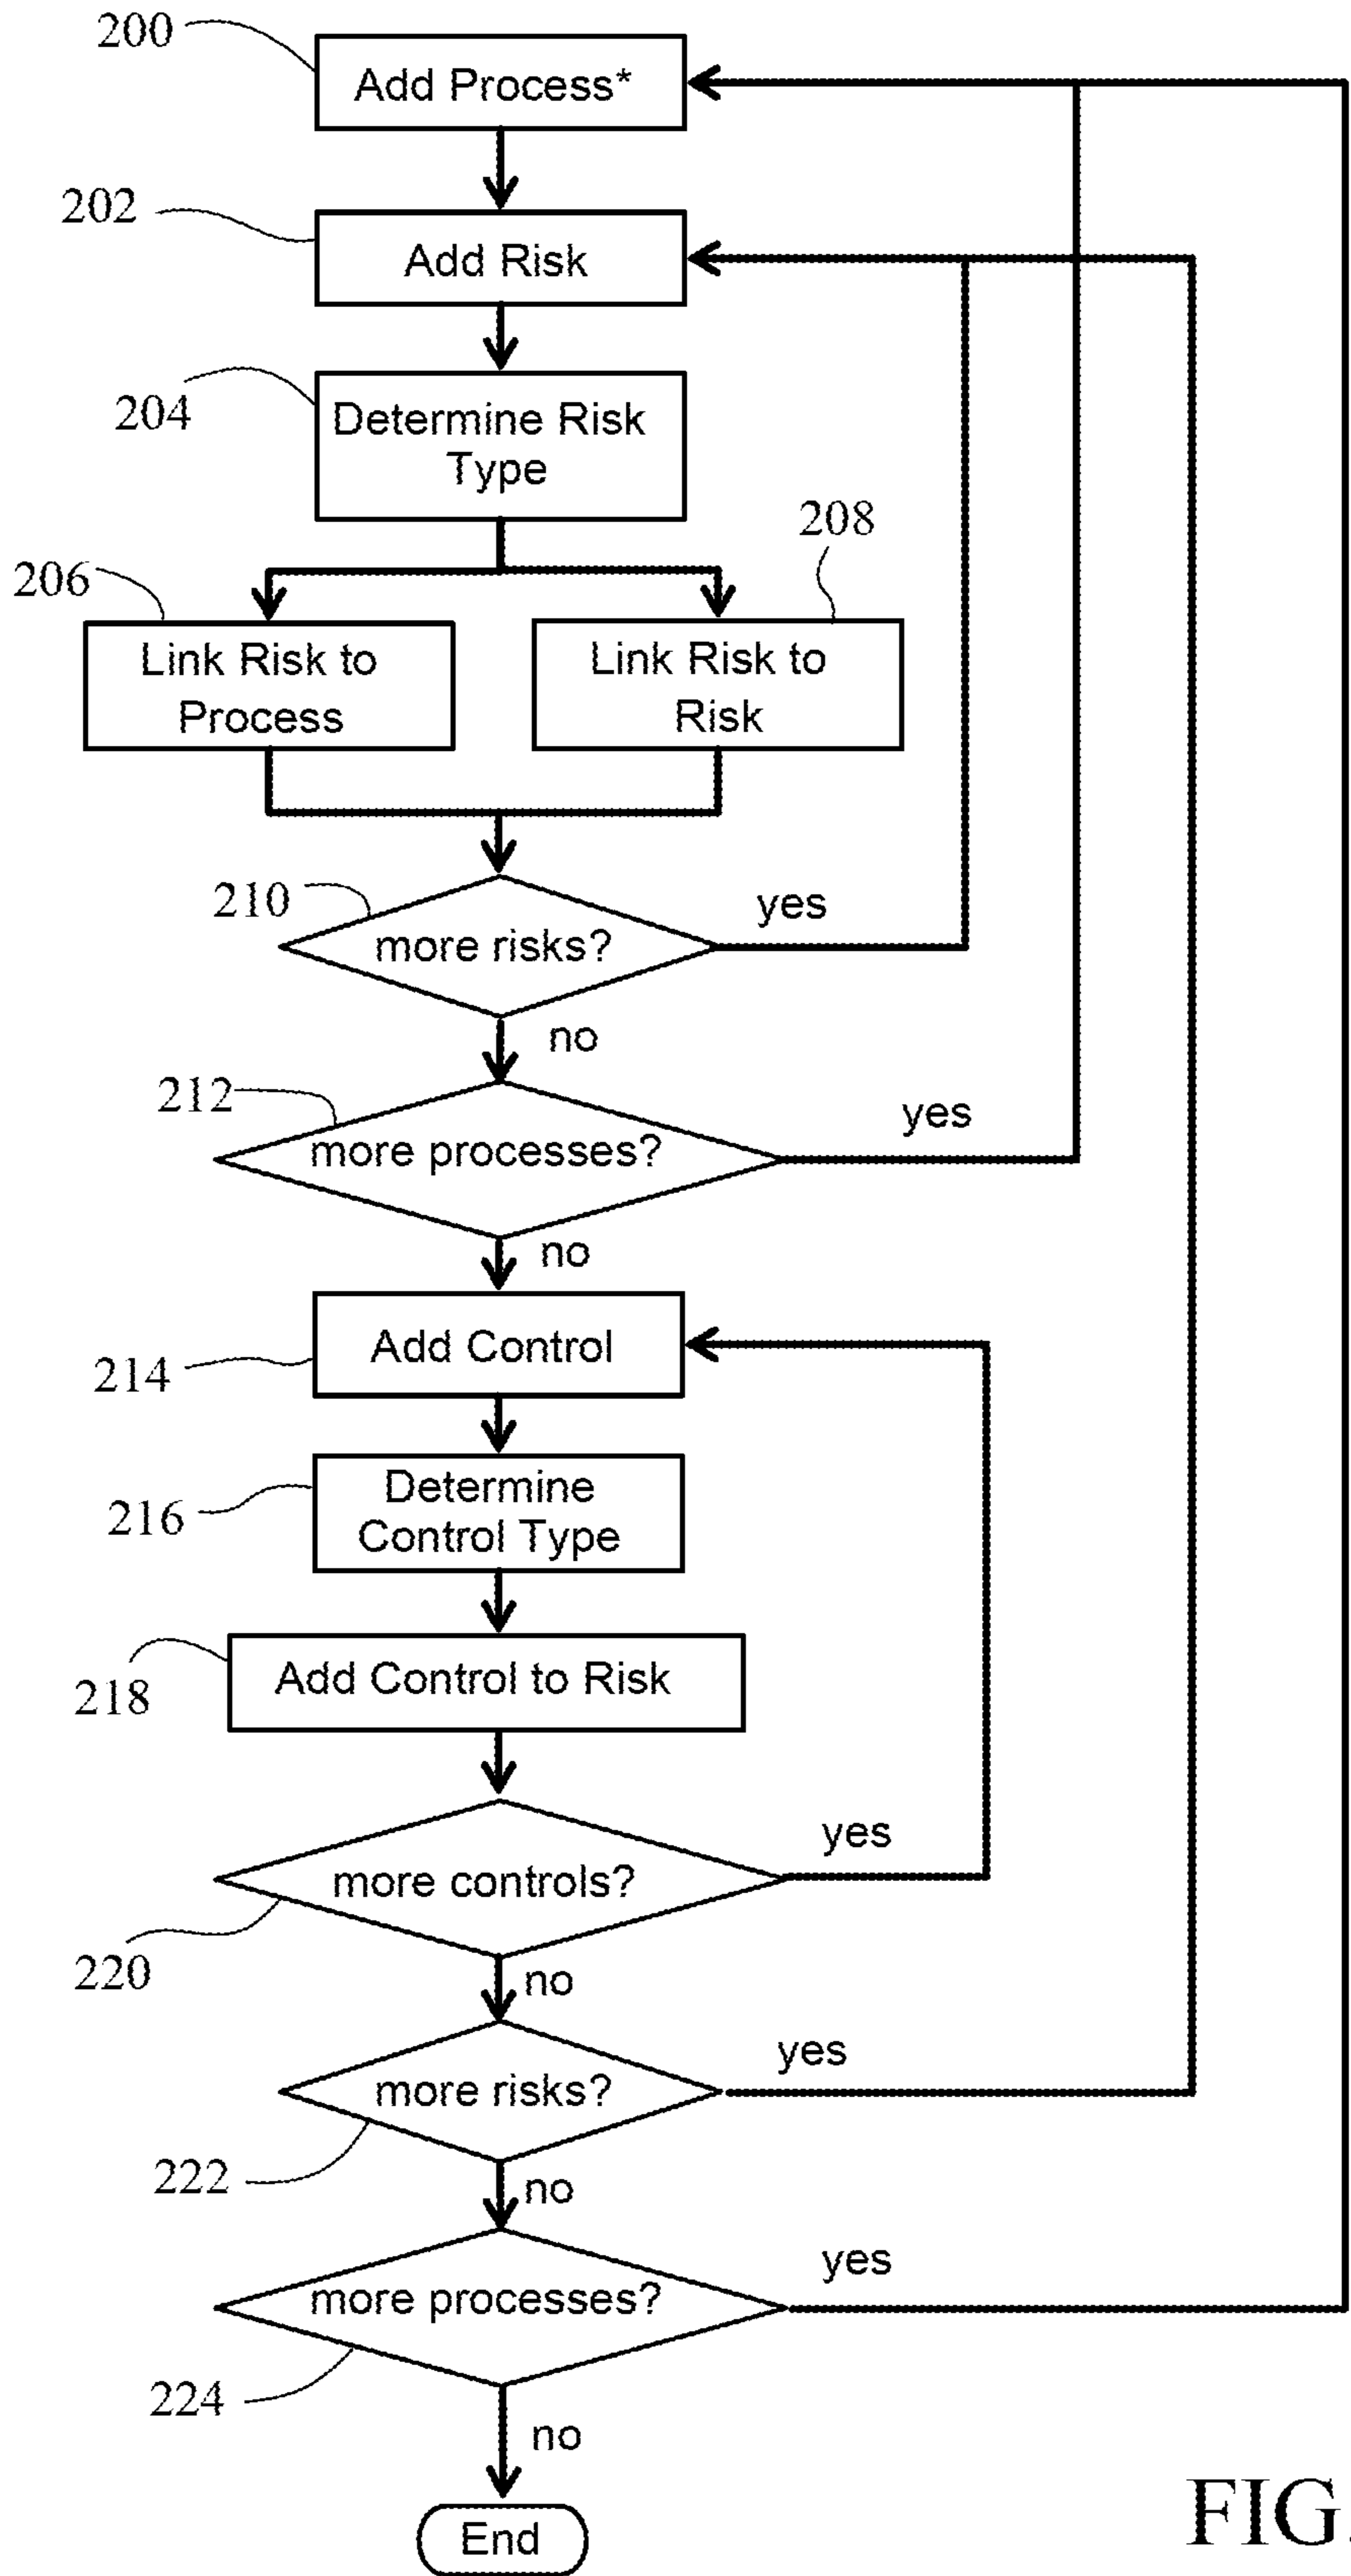 200
Add Process*
202
Add Risk
204
Determine Risk
Type
206
208
Link Risk to
Process
Link Risk to
Risk
210
more risks?
yes
no
212
more processes?
yes
no
214
Add Control
216
Determine
Control Type
218
Add Control to Risk
220
more controls?
yes
no
222
more risks?
yes
no
224
more processes?
yes
no
End
FIG.